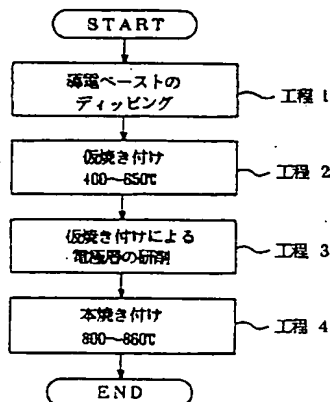 START
導電ペーストの
ディッピング
工程 1
仮焼き付け
400～650℃
工程 2
仮焼き付けによる
電極層の研削
工程 3
本焼き付け
800～860℃
工程 4
END